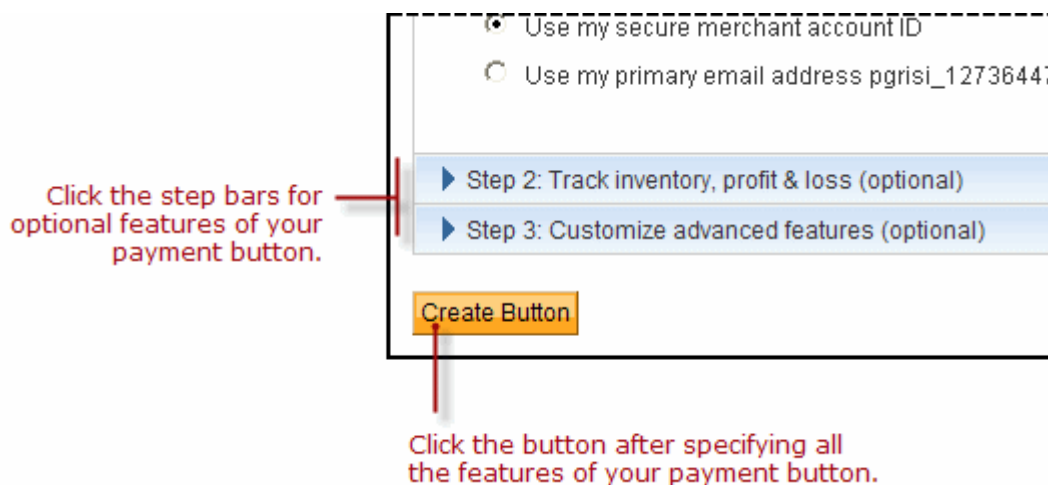 Use my secure merchant account ID
Use my primary email address pgrisi_12736447
Step 2: Track inventory, profit & loss (optional)
Step 3: Customize advanced features (optional)
Click the step bars for
optional features of your
payment button.
Create Button
Click the button after specifying all
the features of your payment button.